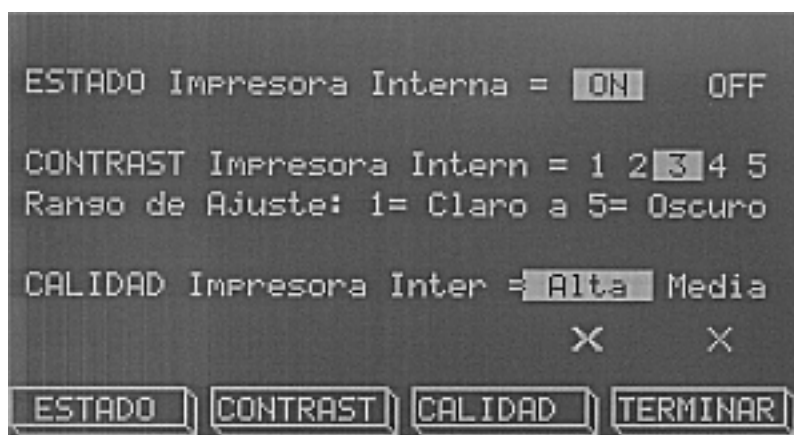 ESTADO Impresora Interna = ON OFF
CONTRAST Impresora Intern = 1 2 3 4 5
Rango de Ajuste: 1= Claro a 5= Oscuro
CALIDAD Impresora Inter = Alta Media
X X
ESTADO CONTRAST CALIDAD TERMINAR